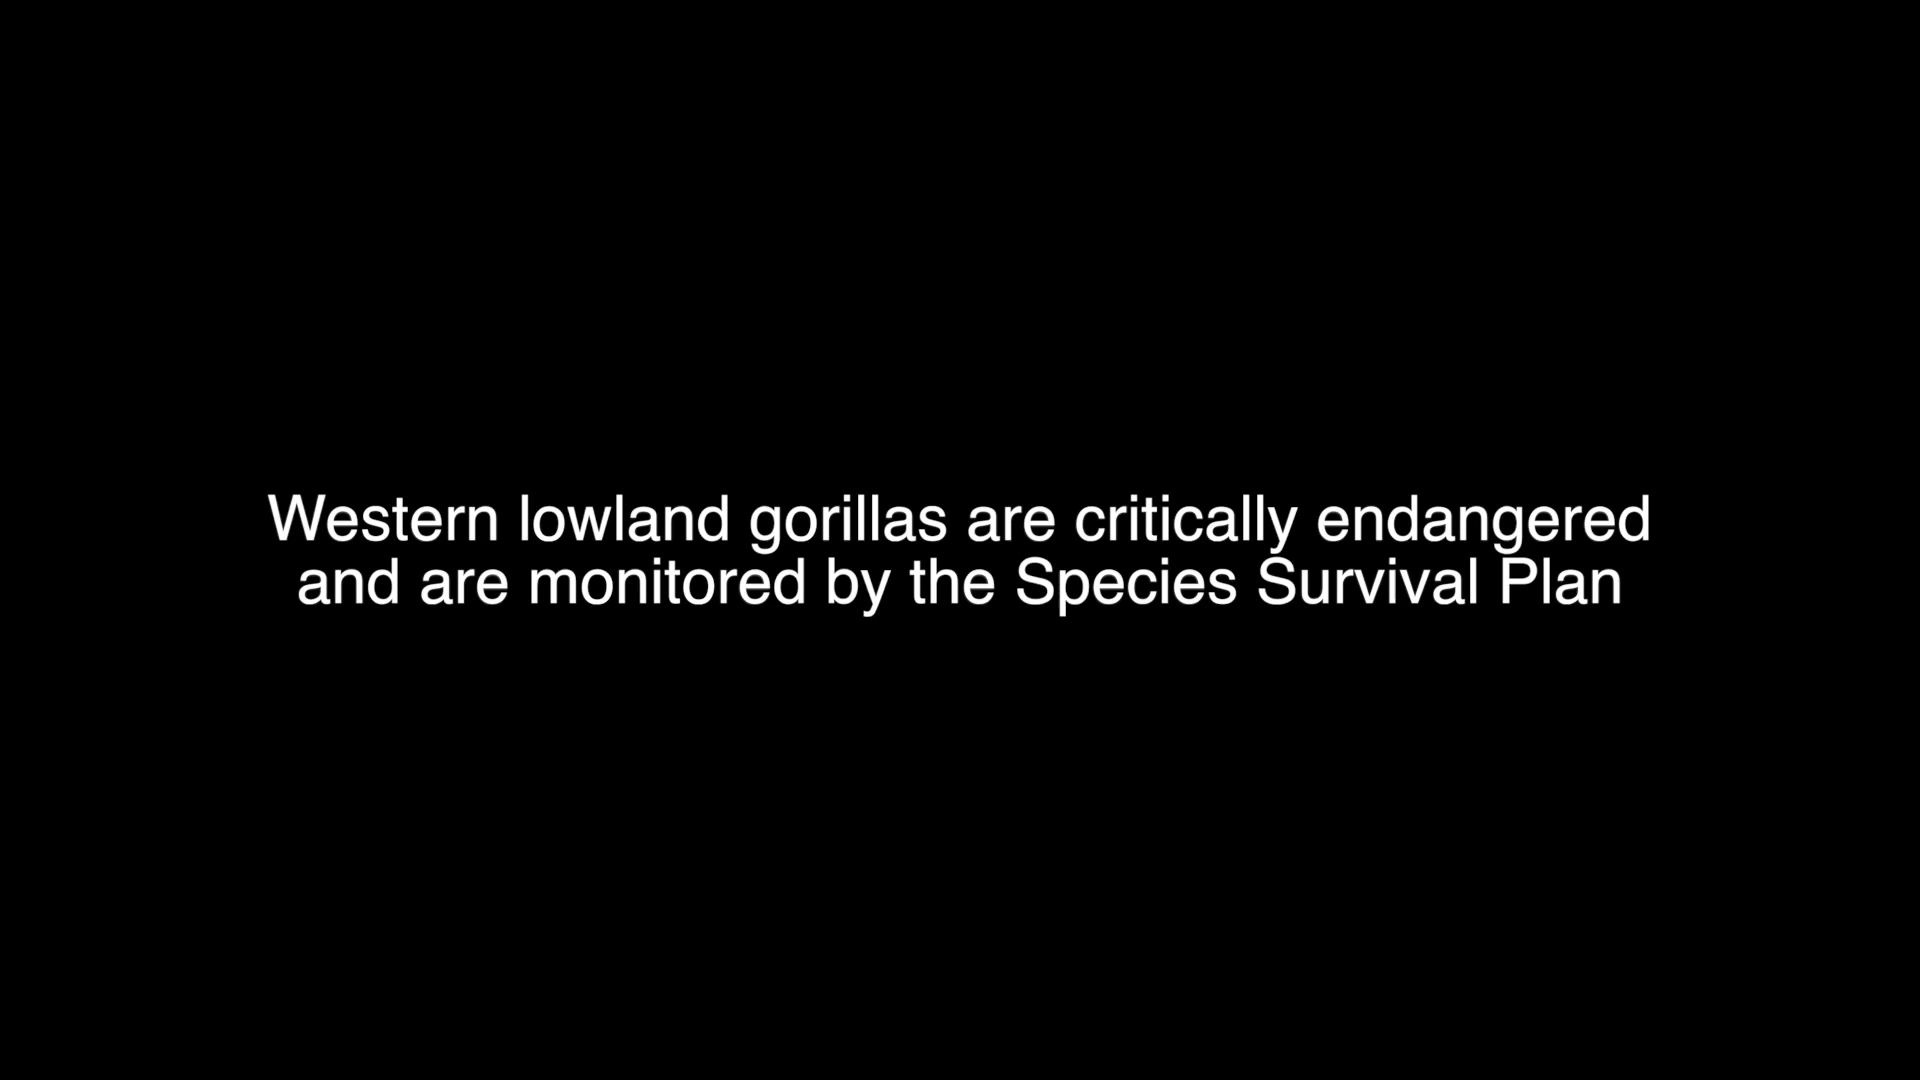 Western lowland gorillas are critically endangered
and are monitored by the Species Survival Plan